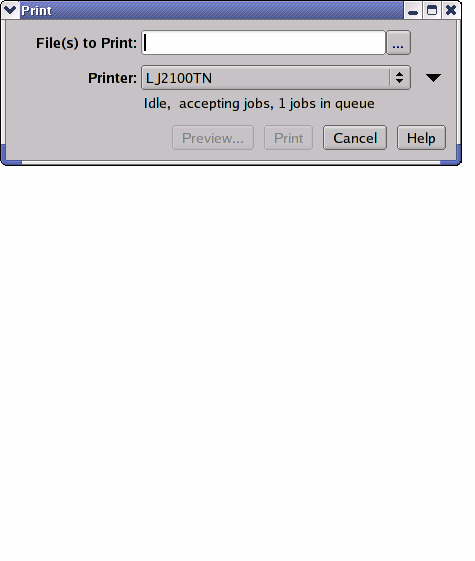 Print
File(s) to Print: ...
Printer: LJ2100TN
Idle, accepting jobs, 1 jobs in queue
Preview... Print Cancel Help